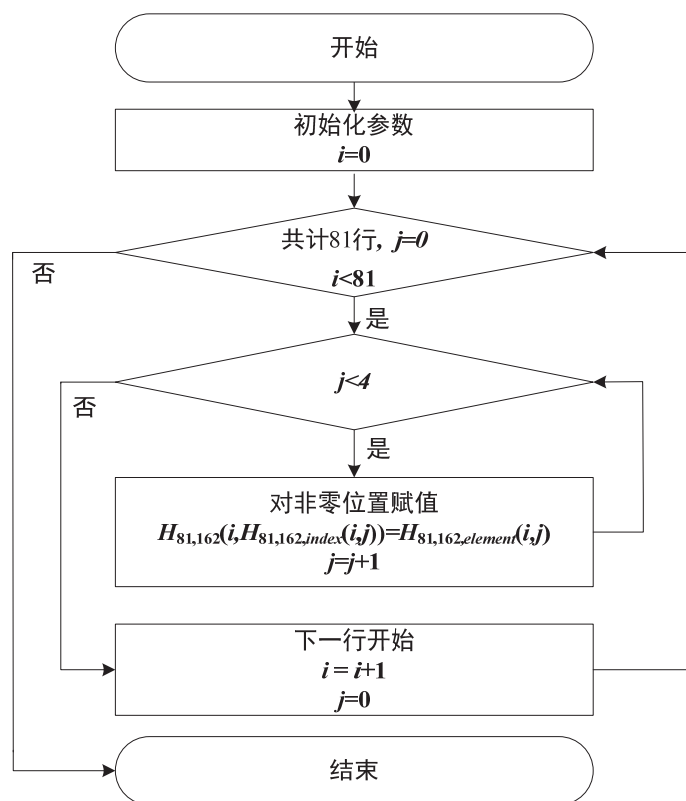 开始
初始化参数
i=0
共计81行, j=0
i<81
否
是
j<4
否
是
对非零位置赋值
H81,162(i,H81,162,index(i,j))=H81,162,element(i,j)
j=j+1
下一行开始
i = i+1
j=0
结束